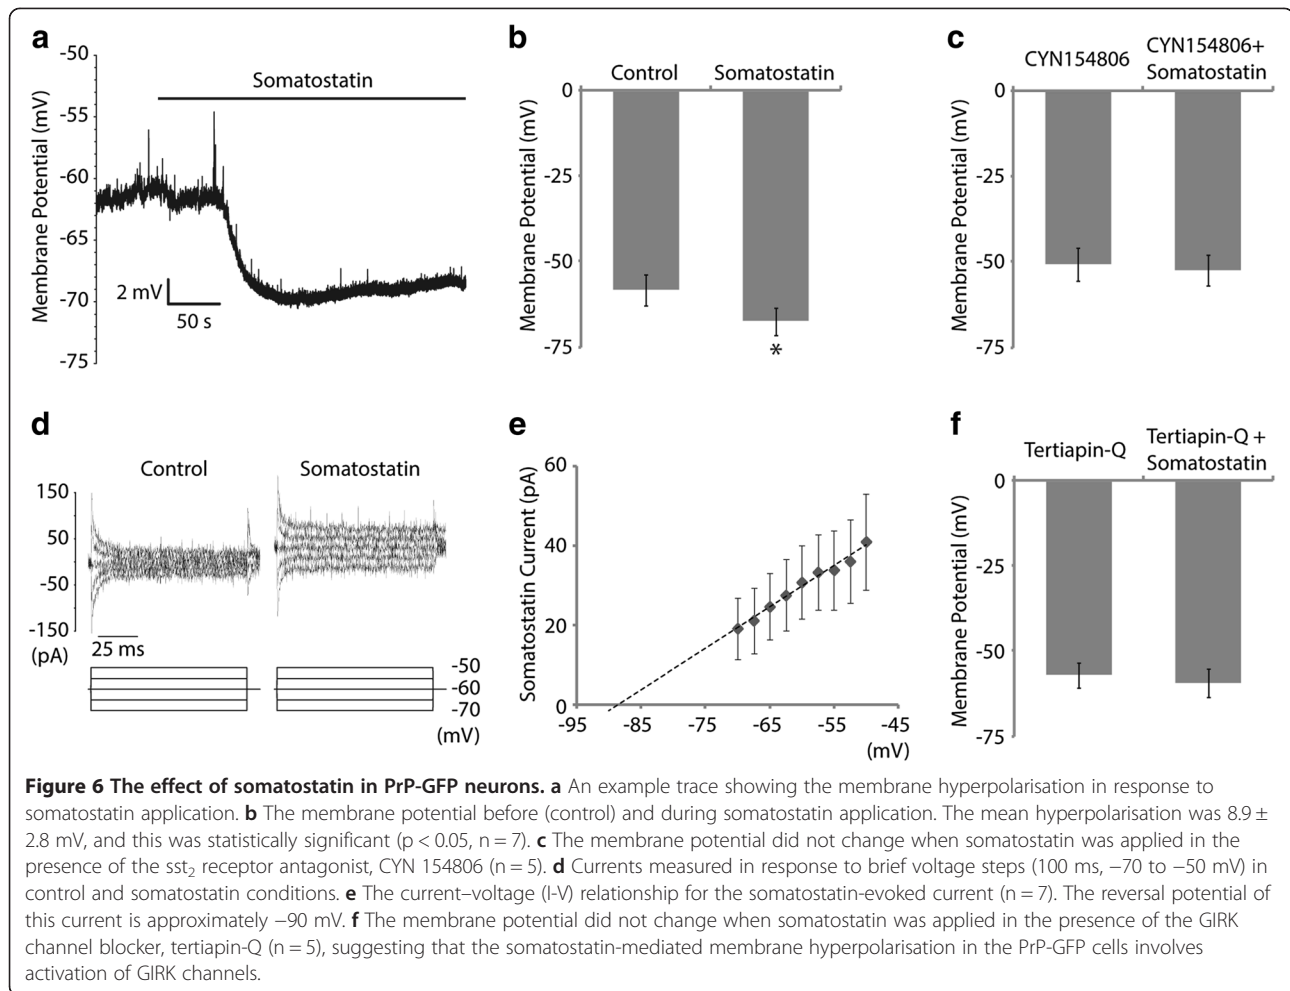 a
-50
-55
-60
-65
-70
-75
Membrane Potential (mV)
Somatostatin
2 mV
50 s
b
Control Somatostatin
0
-25
-50
-75
Membrane Potential (mV)
*
c
CYN154806 CYN154806+
Somatostatin
0
-25
-50
-75
Membrane Potential (mV)
d
Control Somatostatin
150
50
-50
-150
(pA)
25 ms
-50
-60
-70
(mV)
e
60
40
20
0
Somatostatin Current (pA)
-95 -85 -75 -65 -55 -45
(mV)
f
Tertiapin-Q Tertiapin-Q +
Somatostatin
0
-25
-50
-75
Membrane Potential (mV)
Figure 6 The effect of somatostatin in PrP-GFP neurons. a An example trace showing the membrane hyperpolarisation in response to
somatostatin application. b The membrane potential before (control) and during somatostatin application. The mean hyperpolarisation was 8.9 ±
2.8 mV, and this was statistically significant (p < 0.05, n = 7). c The membrane potential did not change when somatostatin was applied in the
presence of the sst₂ receptor antagonist, CYN 154806 (n = 5). d Currents measured in response to brief voltage steps (100 ms, −70 to −50 mV) in
control and somatostatin conditions. e The current–voltage (I-V) relationship for the somatostatin-evoked current (n = 7). The reversal potential of
this current is approximately −90 mV. f The membrane potential did not change when somatostatin was applied in the presence of the GIRK
channel blocker, tertiapin-Q (n = 5), suggesting that the somatostatin-mediated membrane hyperpolarisation in the PrP-GFP cells involves
activation of GIRK channels.